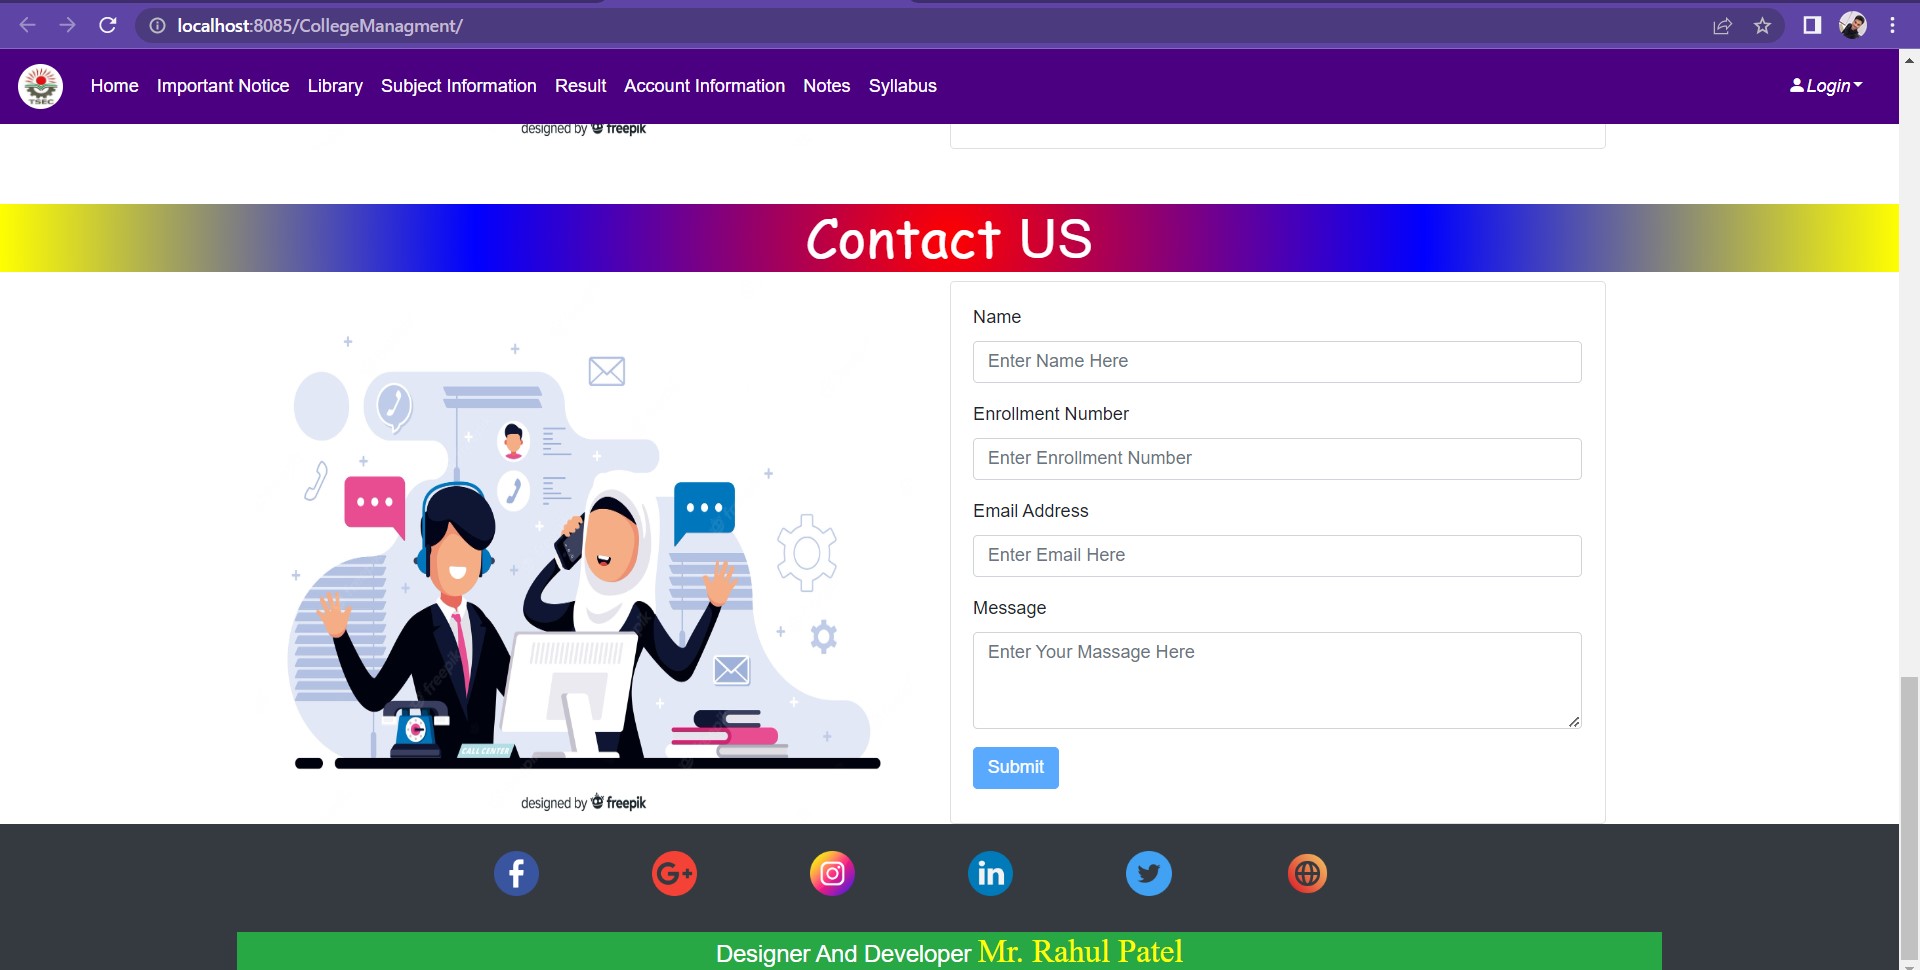 localhost:8085/CollegeManagment/
TSEC
Home Important Notice Library Subject Information Result Account Information Notes Syllabus Login
designed by freepik
Contact US
Name
Enter Name Here
Enrollment Number
Enter Enrollment Number
Email Address
Enter Email Here
Message
Enter Your Massage Here
CALL CENTER
Submit
designed by freepik
Designer And Developer Mr. Rahul Patel